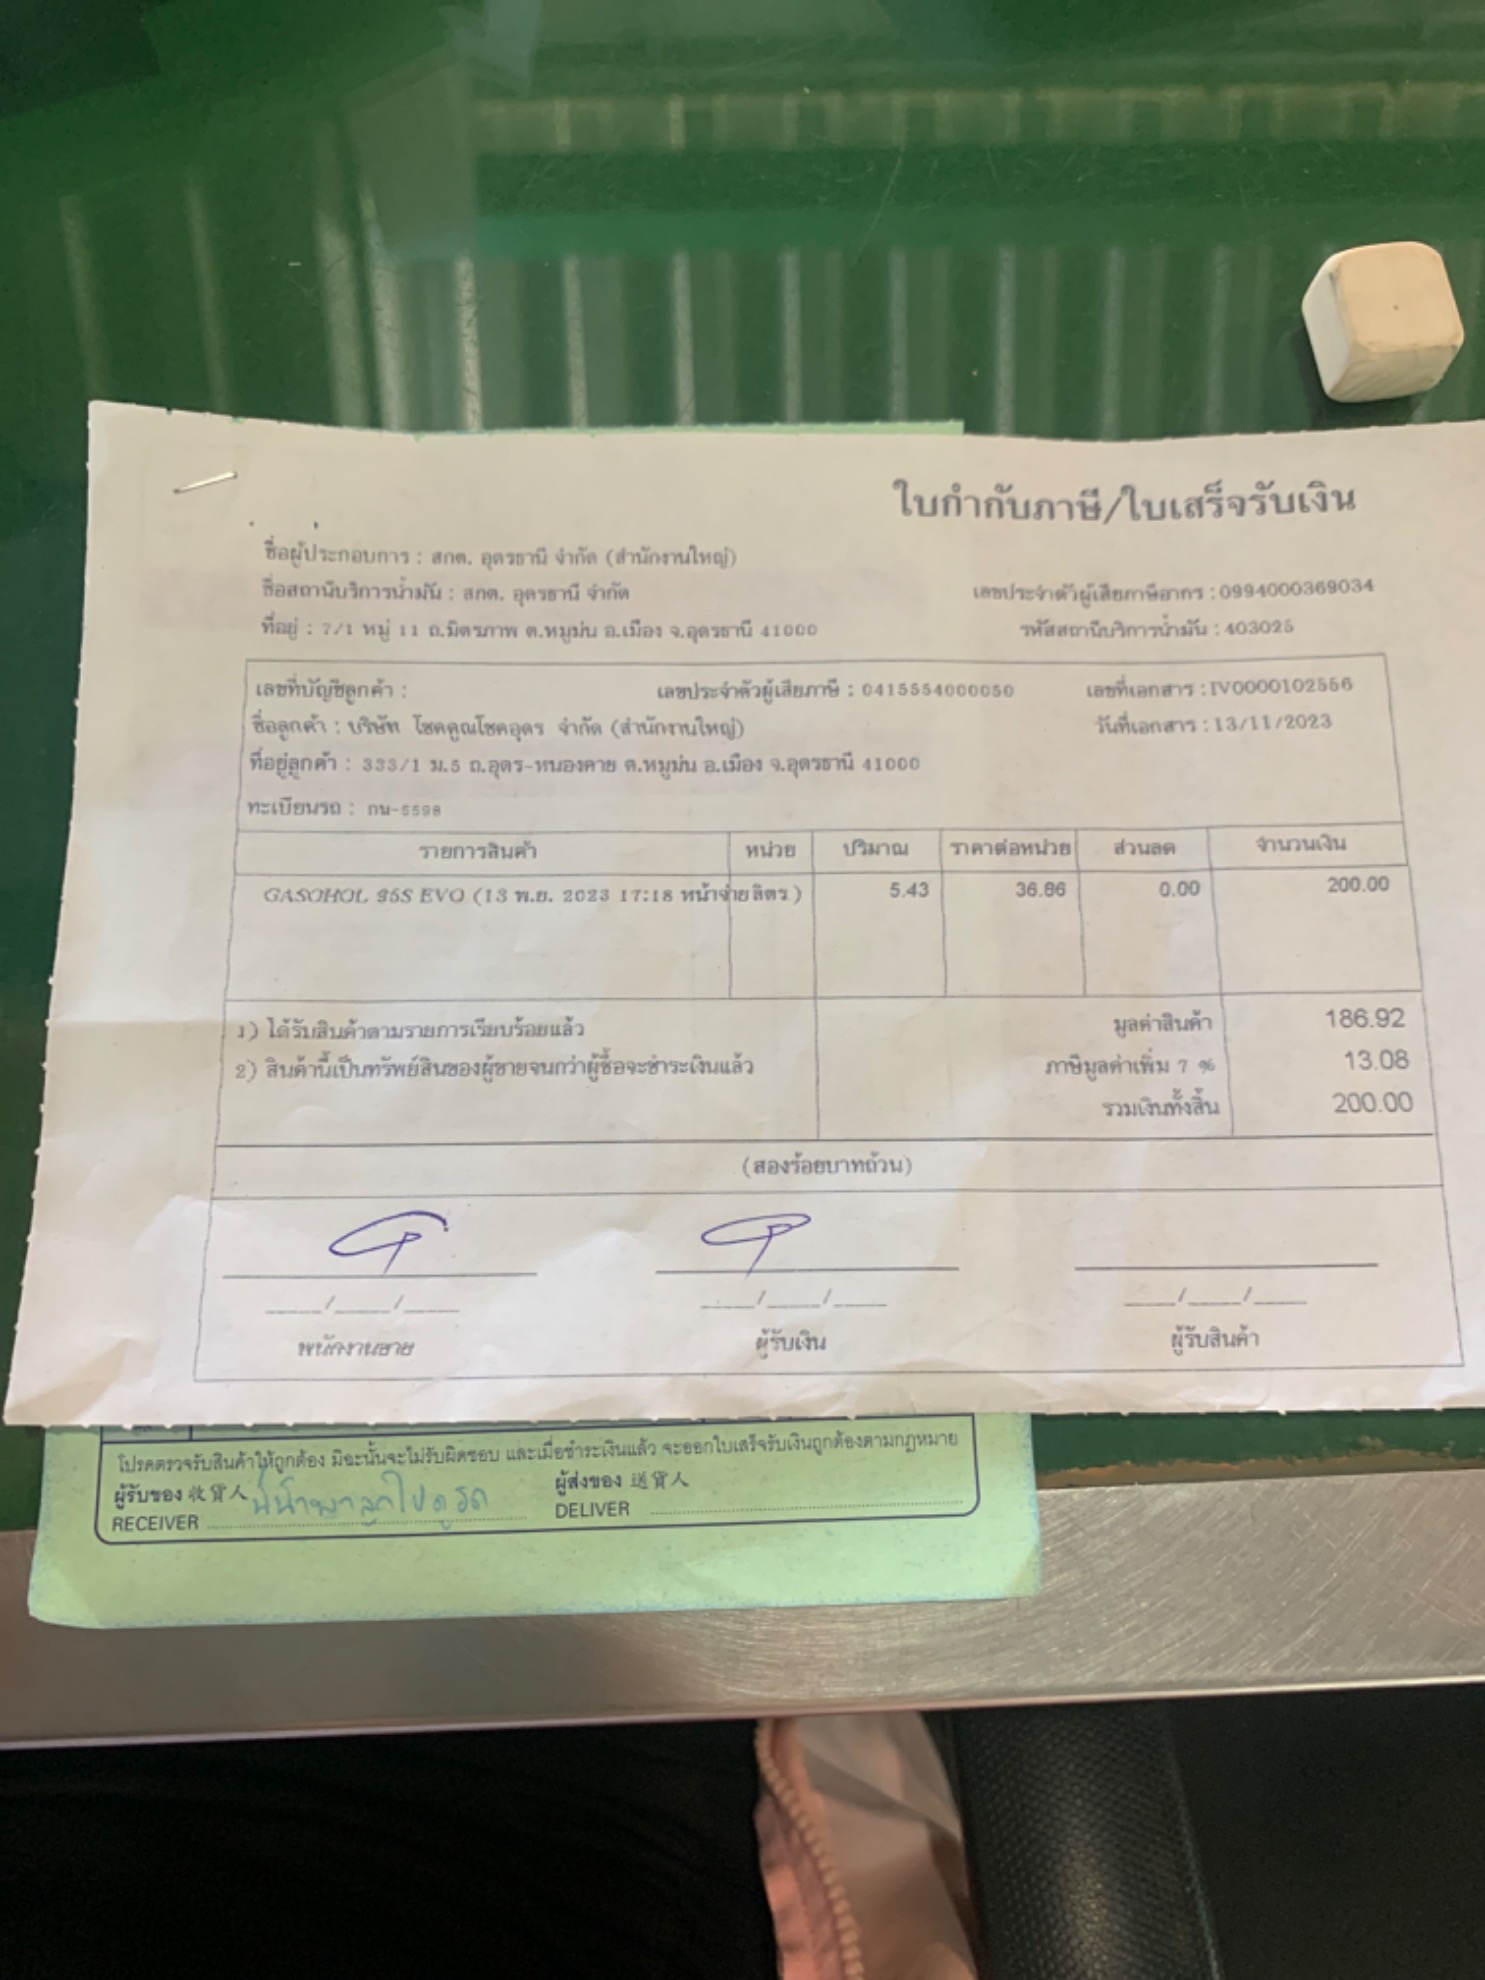 ใบกำกับภาษี/ใบเสร็จรับเงิน
ชื่อผู้ประกอบการ : สกต. อุดรธานี จำกัด (สำนักงานใหญ่)
ชื่อสถานีบริการน้ำมัน : สกต. อุดรธานี จำกัด เลขประจำตัวผู้เสียภาษีอากร : 0994000369034
ที่อยู่ : 7/1 หมู่ 11 ถ.มิตรภาพ ต.หมูม่น อ.เมือง จ.อุดรธานี 41000 รหัสสถานีบริการน้ำมัน : 403025
เลขที่บัญชีลูกค้า : เลขประจำตัวผู้เสียภาษี : 0415554000050 เลขที่เอกสาร : IV0000102556
ชื่อลูกค้า : บริษัท โชคคูณโชคอุดร จำกัด (สำนักงานใหญ่) วันที่เอกสาร : 13/11/2023
ที่อยู่ลูกค้า : 333/1 ม.5 ถ.อุดร-หนองคาย ต.หมูม่น อ.เมือง จ.อุดรธานี 41000
ทะเบียนรถ : กน-5598
รายการสินค้า หน่วย ปริมาณ ราคาต่อหน่วย ส่วนลด จำนวนเงิน
GASOHOL 95S EVO (13 พ.ย. 2023 17:18 หน้าจ่าย ลิตร ) 5.43 36.86 0.00 200.00
1) ได้รับสินค้าตามรายการเรียบร้อยแล้ว มูลค่าสินค้า 186.92
2) สินค้านี้เป็นทรัพย์สินของผู้ขายจนกว่าผู้ซื้อจะชำระเงินแล้ว ภาษีมูลค่าเพิ่ม 7 % 13.08
รวมเงินทั้งสิ้น 200.00
(สองร้อยบาทถ้วน)
____/____/____ ____/____/____ ____/____/____
พนักงานขาย ผู้รับเงิน ผู้รับสินค้า
โปรดตรวจรับสินค้าให้ถูกต้อง มิฉะนั้นจะไม่รับผิดชอบ และเมื่อชำระเงินแล้ว จะออกใบเสร็จรับเงินถูกต้องตามกฎหมาย
ผู้รับของ 收貨人 ผู้ส่งของ 送貨人
RECEIVER DELIVER